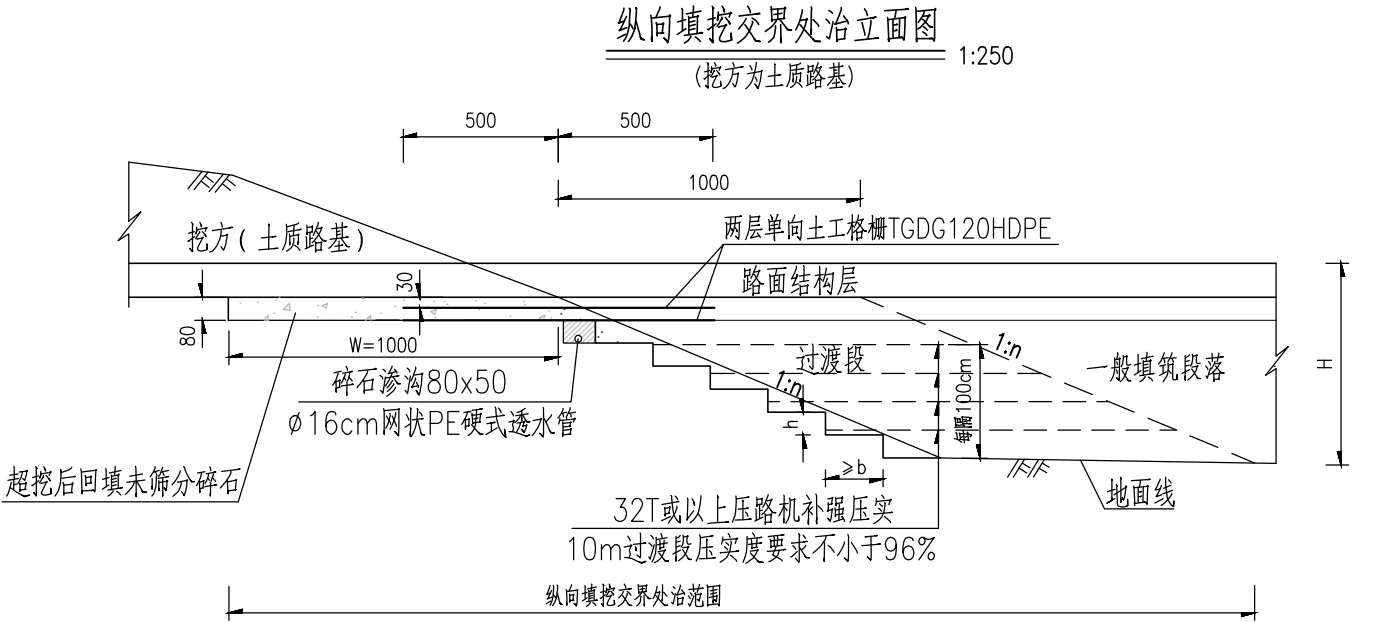 纵向填挖交界处治立面图
1:250
(挖方为土质路基)
500
500
1000
两层单向土工格栅TGDG120HDPE
挖方(土质路基)
路面结构层
30
80
W=1000
碎石渗沟80x50
ø16cm网状PE硬式透水管
过渡段
1:n
1:n
一般填筑段落
H
每隔100cm
h
≥b
超挖后回填未筛分碎石
地面线
32T或以上压路机补强压实
10m过渡段压实度要求不小于96%
纵向填挖交界处治范围